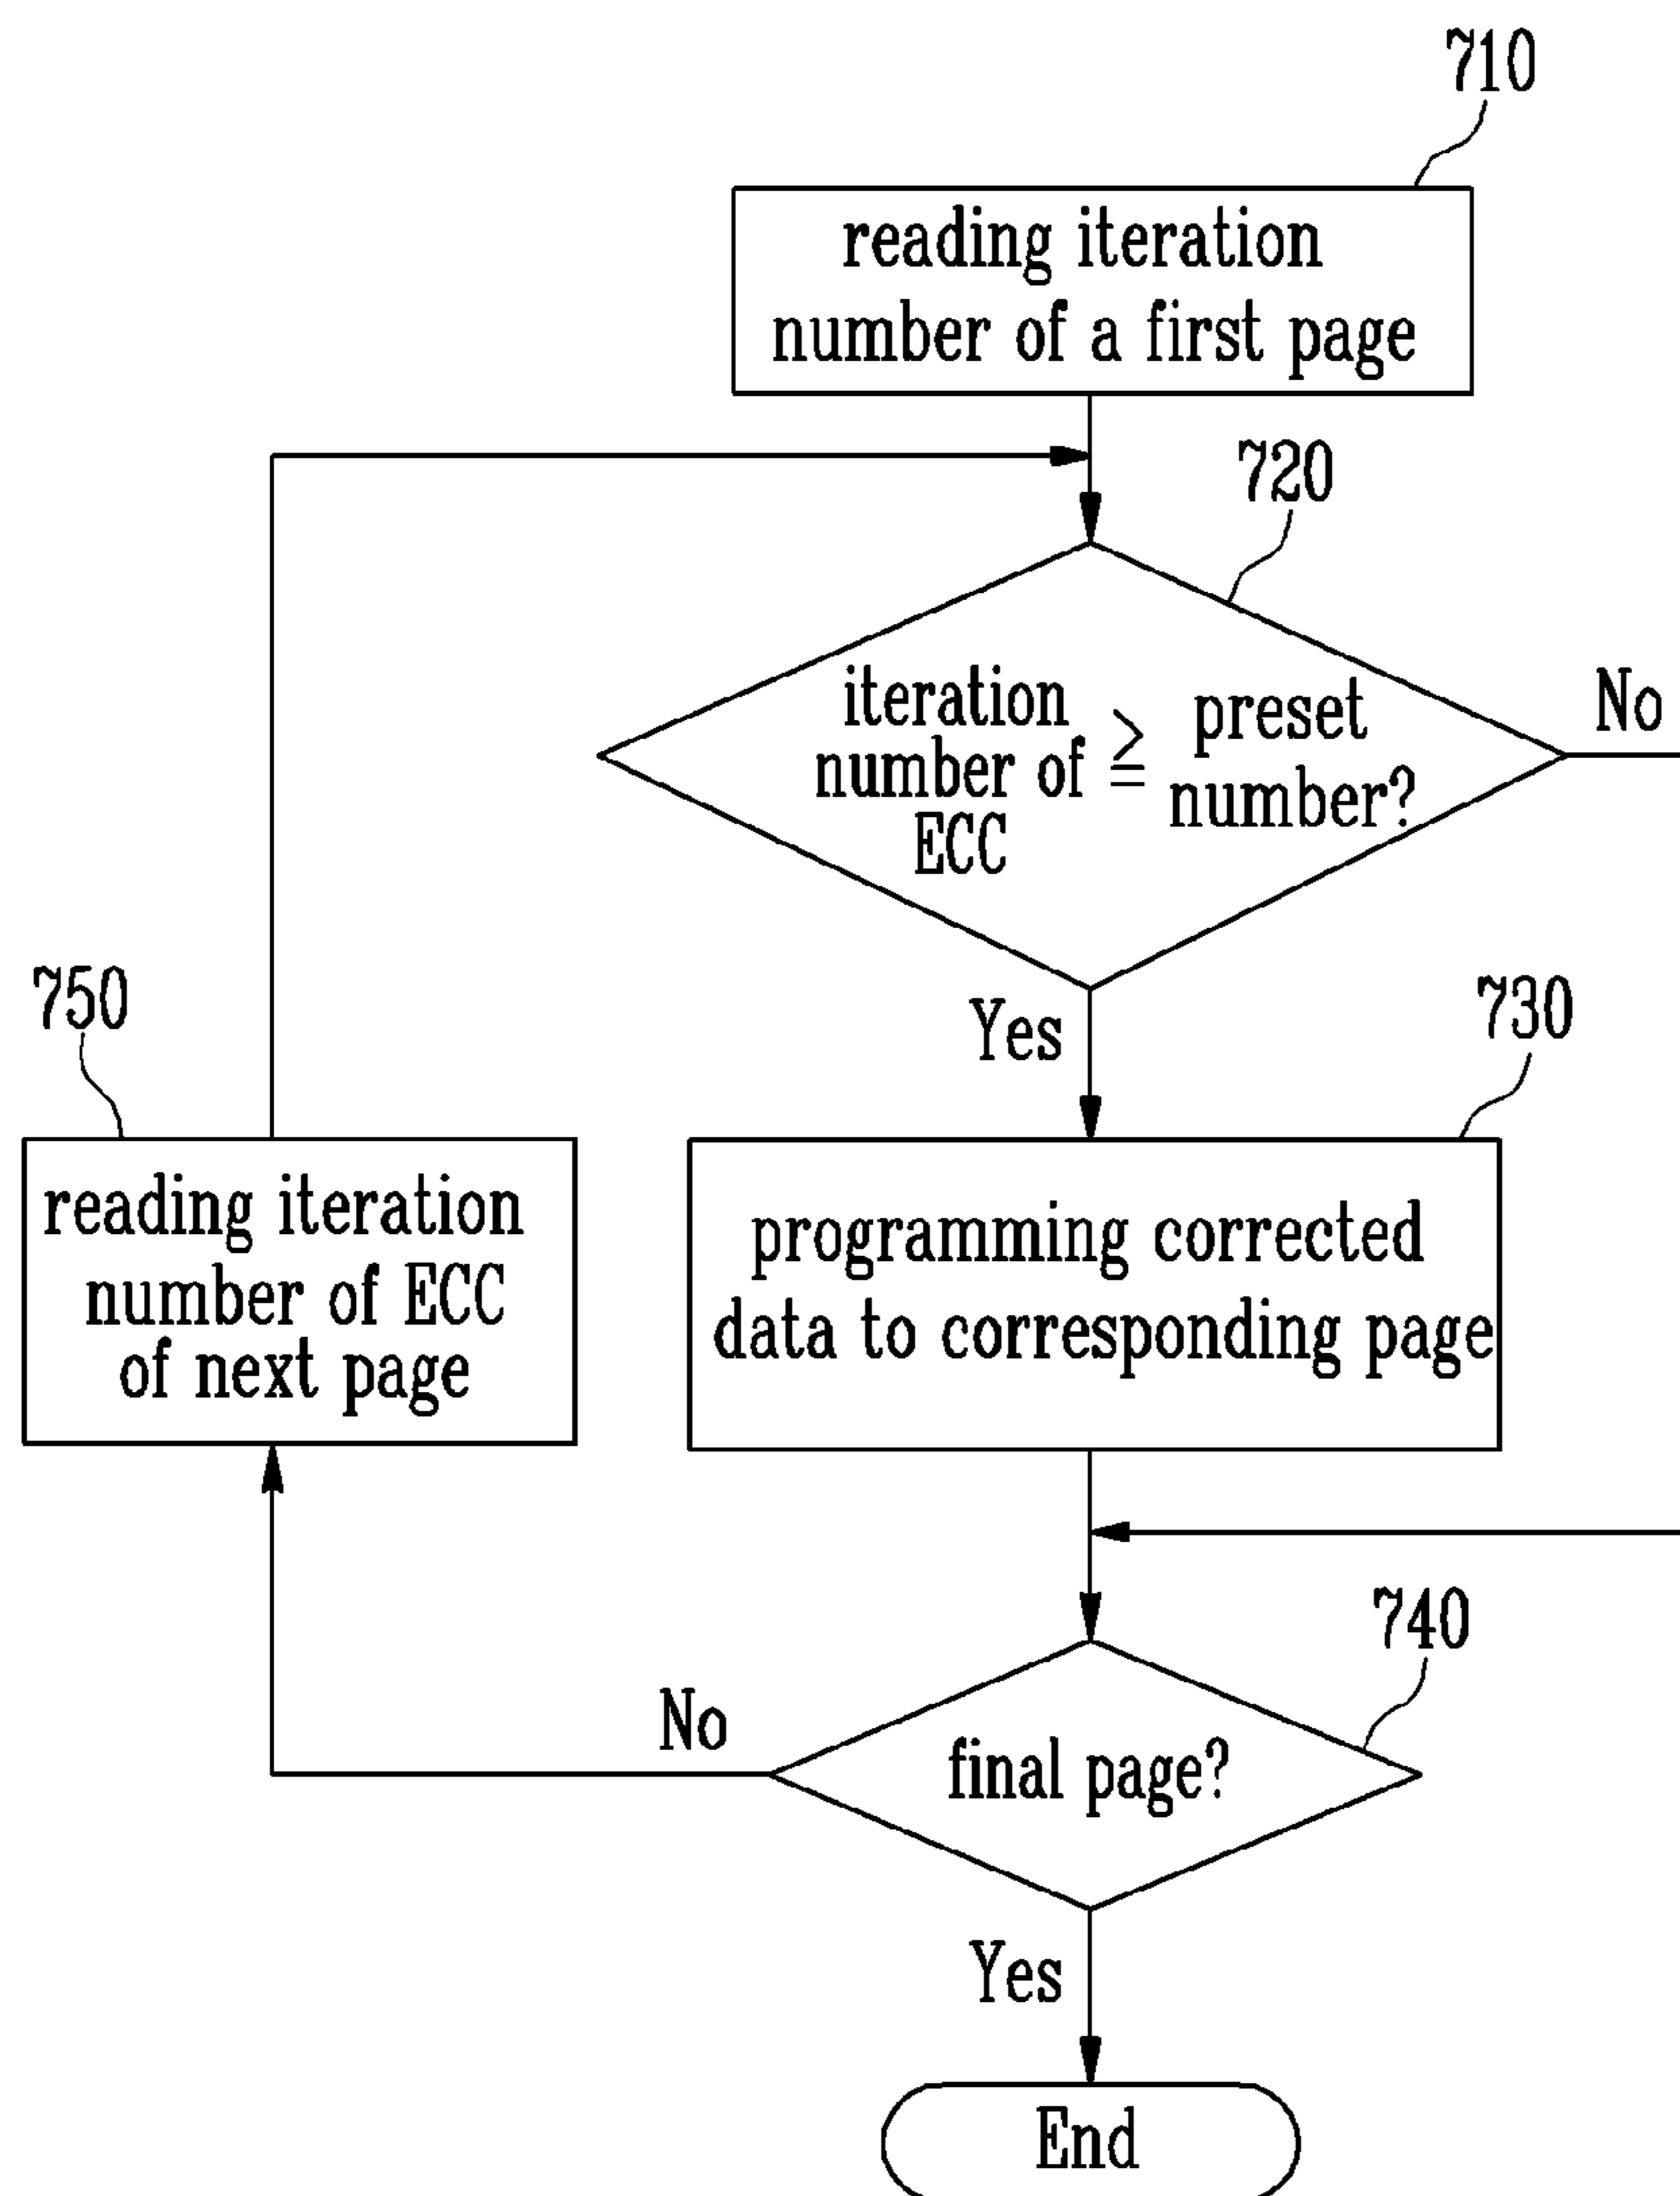 710
reading iteration
number of a first page
720
iteration
number of
ECC
≧
preset
number?
No
Yes
730
750
reading iteration
number of ECC
of next page
programming corrected
data to corresponding page
740
No
final page?
Yes
End